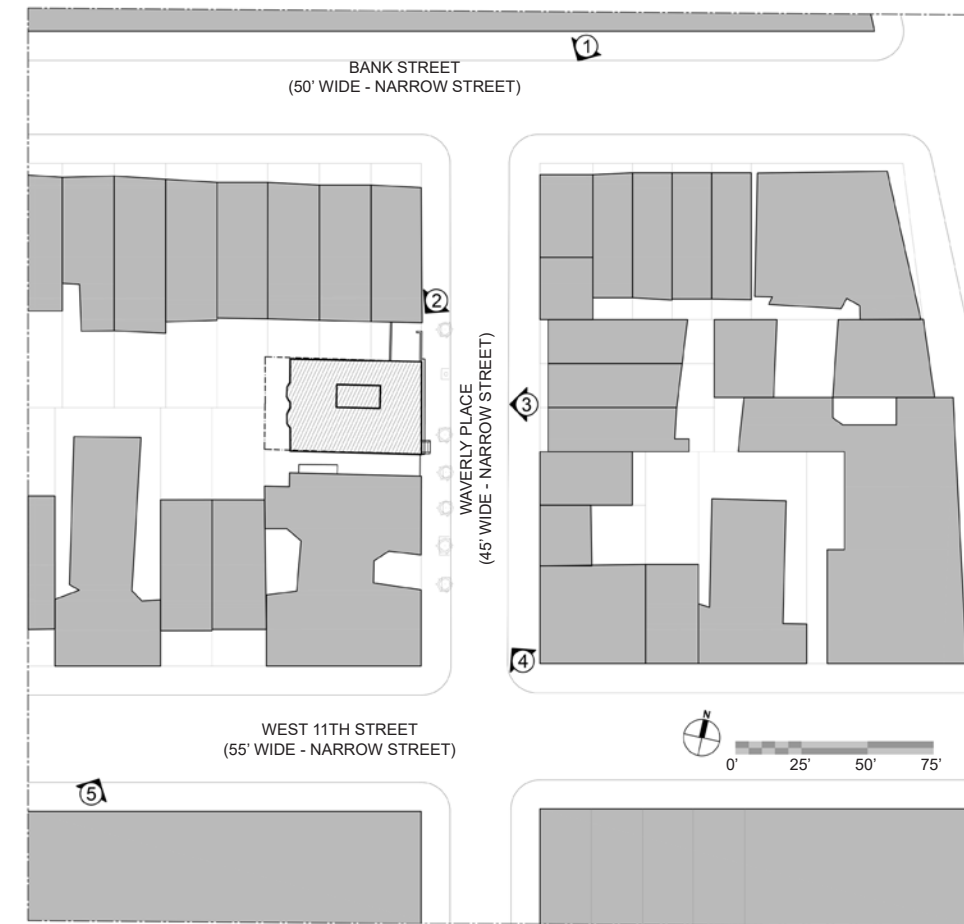 1
BANK STREET
(50' WIDE - NARROW STREET)
2
WAVERLY PLACE
(45' WIDE - NARROW STREET)
3
4
WEST 11TH STREET
(55' WIDE - NARROW STREET)
N
0' 25' 50' 75'
5